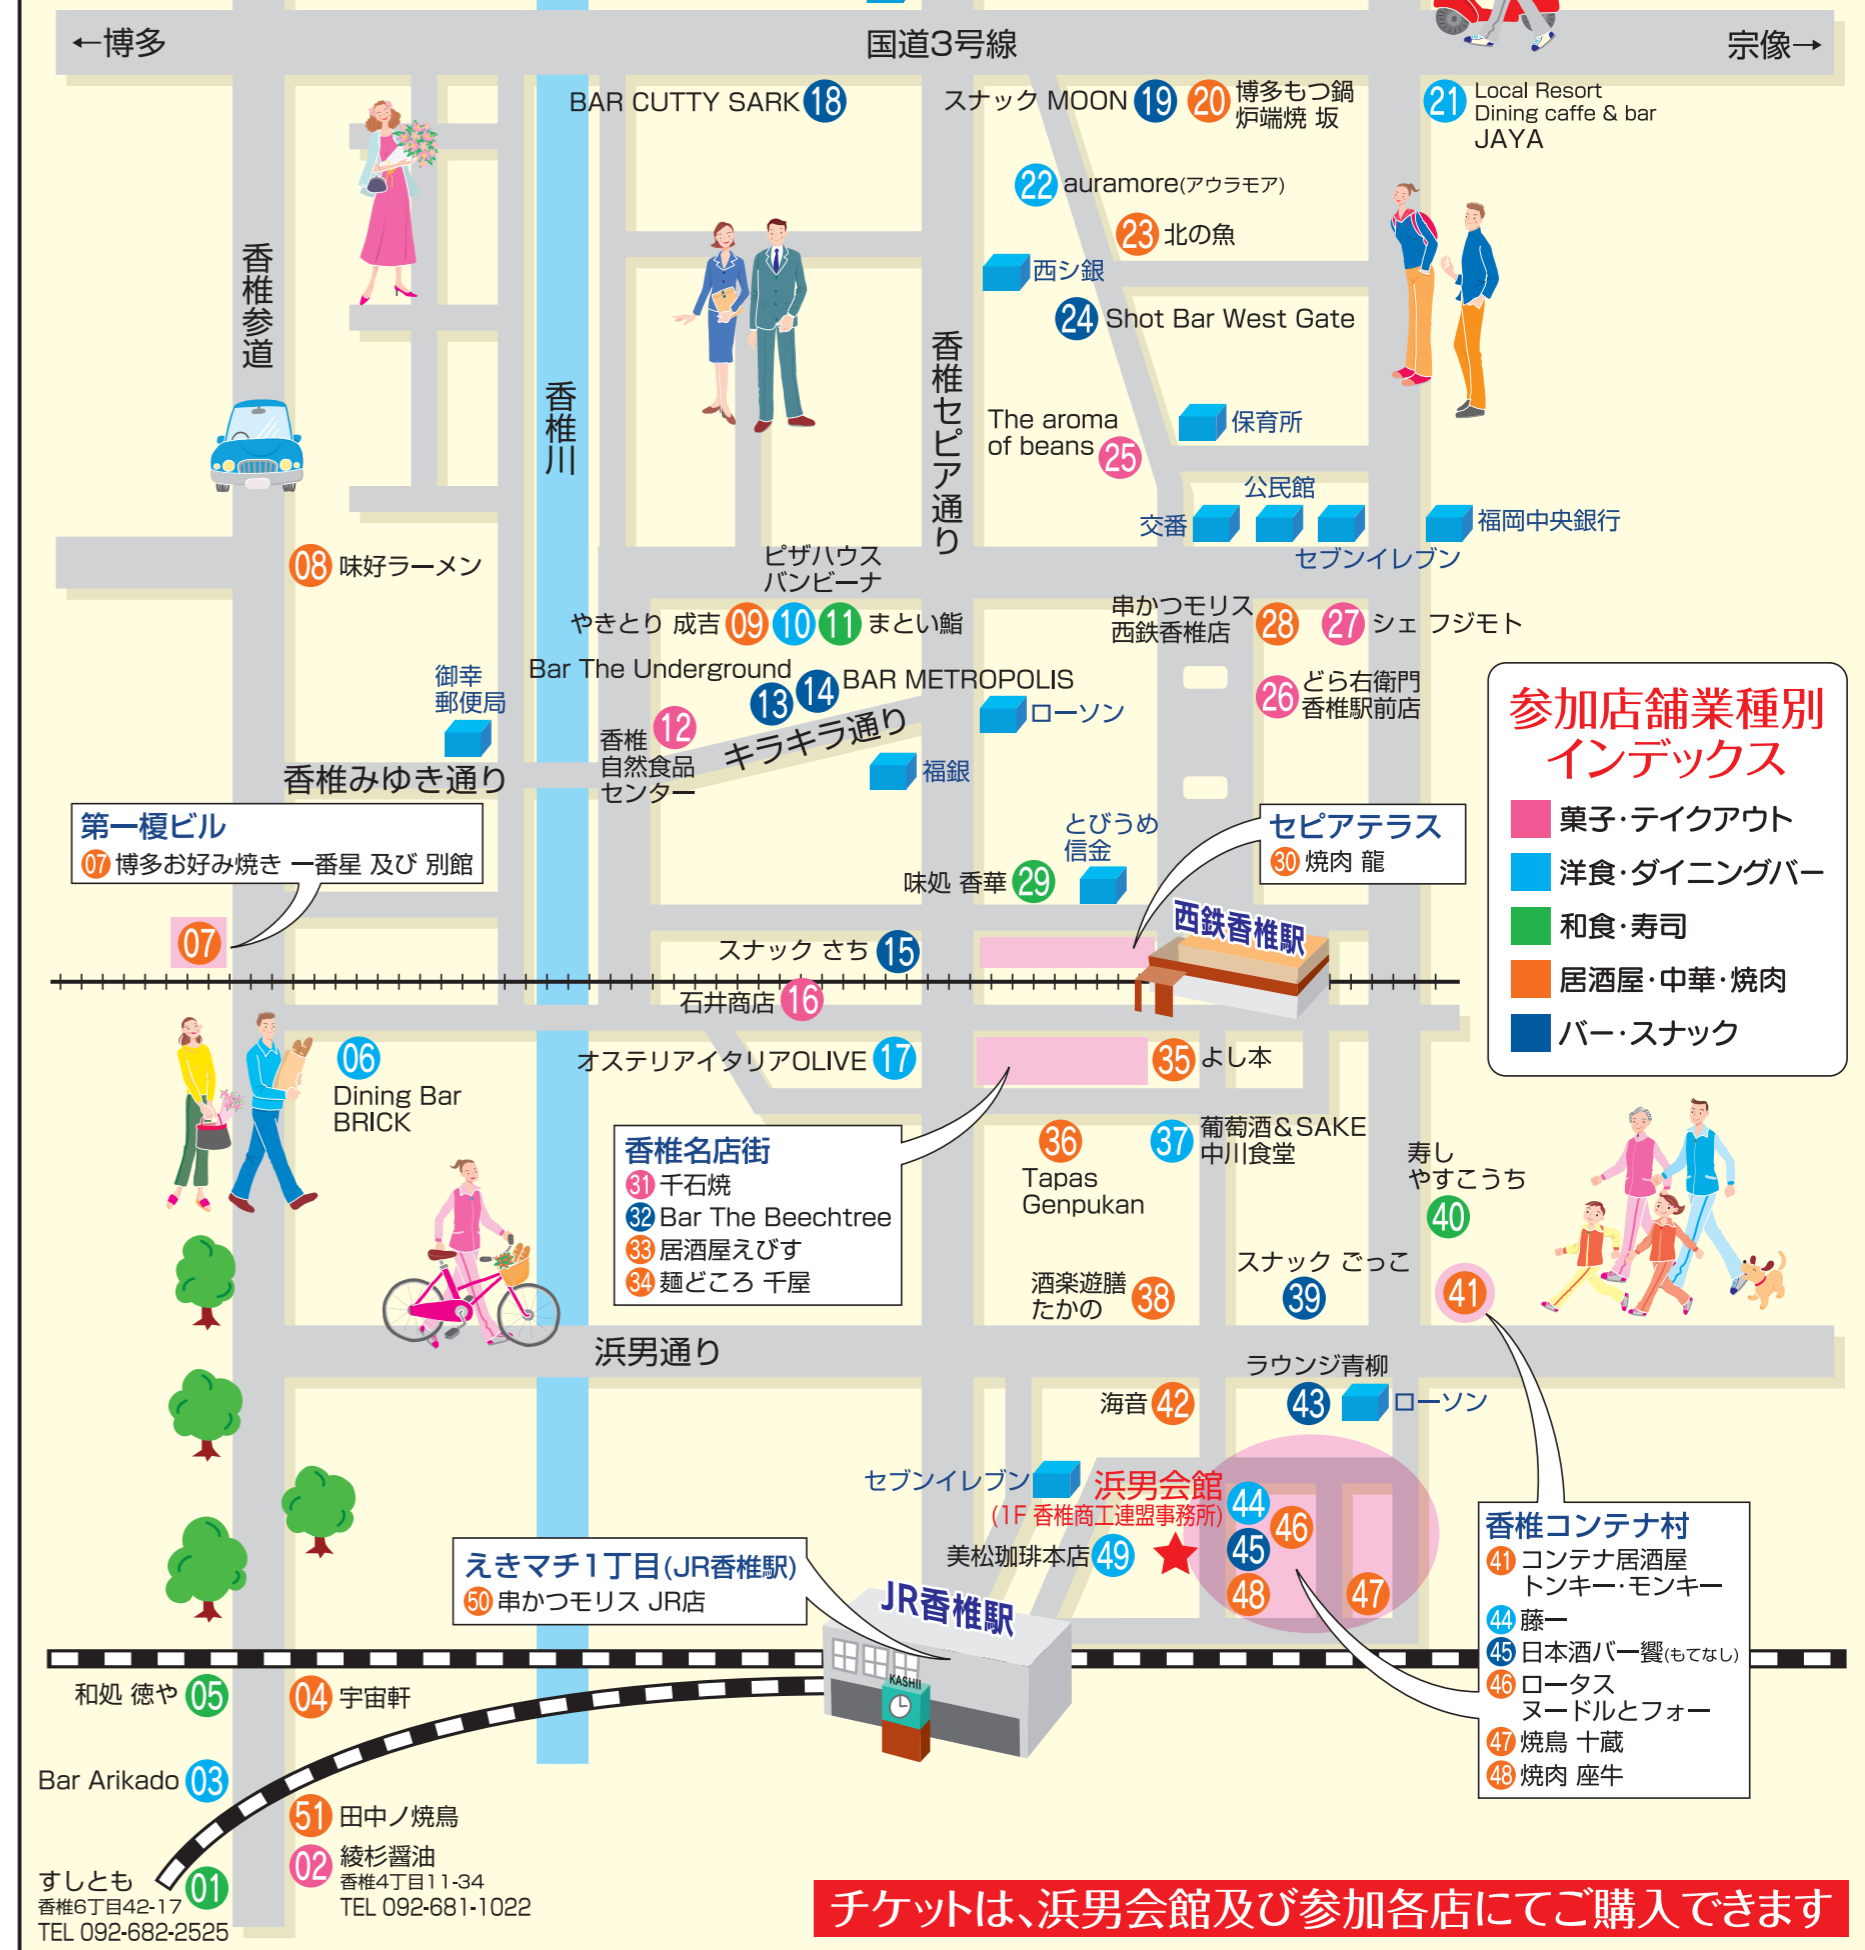 ←博多
国道3号線
宗像→
BAR CUTTY SARK 18
スナック MOON 19
20 博多もつ鍋
炉端焼 坂
21 Local Resort
Dining caffe & bar
JAYA
22 auramore(アウラモア)
23 北の魚
西シ銀
24 Shot Bar West Gate
香椎参道
香椎川
香椎セピア通り
The aroma
of beans 25
保育所
公民館
交番
セブンイレブン
福岡中央銀行
08 味好ラーメン
ピザハウス
バンビーナ
やきとり 成吉 09 10 11 まとい鮨
串かつモリス
西鉄香椎店 28
27 シェ フジモト
Bar The Underground 13
14 BAR METROPOLIS
26 どら右衛門
香椎駅前店
御幸
郵便局
ローソン
香椎
自然食品
センター 12
キラキラ通り
福銀
香椎みゆき通り
参加店舗業種別
インデックス
菓子・テイクアウト
洋食・ダイニングバー
和食・寿司
居酒屋・中華・焼肉
バー・スナック
第一榎ビル
07 博多お好み焼き 一番星 及び 別館
07
とびうめ
信金
セピアテラス
30 焼肉 龍
味処 香華 29
西鉄香椎駅
スナック さち 15
石井商店 16
06
Dining Bar
BRICK
オステリアイタリアOLIVE 17
35 よし本
香椎名店街
31 千石焼
32 Bar The Beechtree
33 居酒屋えびす
34 麺どころ 千屋
36
Tapas
Genpukan
37 葡萄酒&SAKE
中川食堂
寿し
やすこうち
40
酒楽遊膳
たかの 38
スナック ごっこ
39
41
浜男通り
海音 42
ラウンジ青柳
43
ローソン
セブンイレブン
浜男会館
(1F 香椎商工連盟事務所)
美松珈琲本店 49
44
45
46
47
48
香椎コンテナ村
41 コンテナ居酒屋
トンキー・モンキー
44 藤一
45 日本酒バー饗(もてなし)
46 ロータス
ヌードルとフォー
47 焼鳥 十蔵
48 焼肉 座牛
えきマチ1丁目(JR香椎駅)
50 串かつモリス JR店
JR香椎駅
KASHII
和処 徳や 05
04 宇宙軒
Bar Arikado 03
51 田中ノ焼鳥
02 綾杉醤油
香椎4丁目11-34
TEL 092-681-1022
すしとも 01
香椎6丁目42-17
TEL 092-682-2525
チケットは、浜男会館及び参加各店にてご購入できます